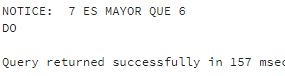 NOTICE:  7 ES MAYOR QUE 6
DO
Query returned successfully in 157 msec